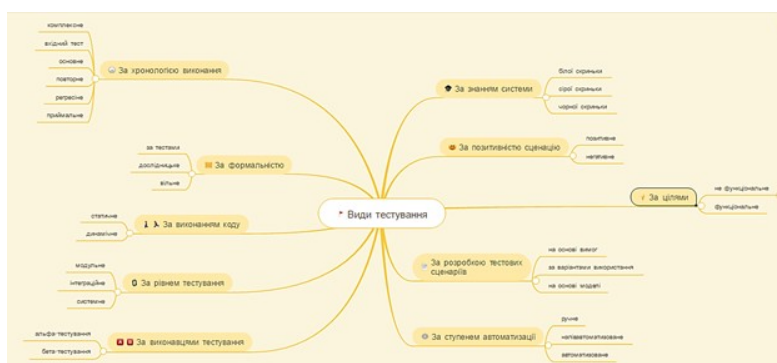 комплексне
вхідний тест
основне
повторне
регресійне
приймальне
За хронологією виконання
за тестами
дослідницьке
вільне
За формальністю
статичне
динамічне
За виконанням коду
модульне
інтеграційне
системне
За рівнем тестування
альфа-тестування
бета-тестування
За виконавцями тестування
Види тестування
За знанням системи
білої скриньки
сірої скриньки
чорної скриньки
За позитивністю сценацію
позитивне
негативне
За цілями
не функціональне
функціональне
За розробкою тестових
сценаріїв
на основі вимог
за варіантами використання
на основі моделі
За ступенем автоматизації
ручне
напівавтоматизоване
автоматизоване